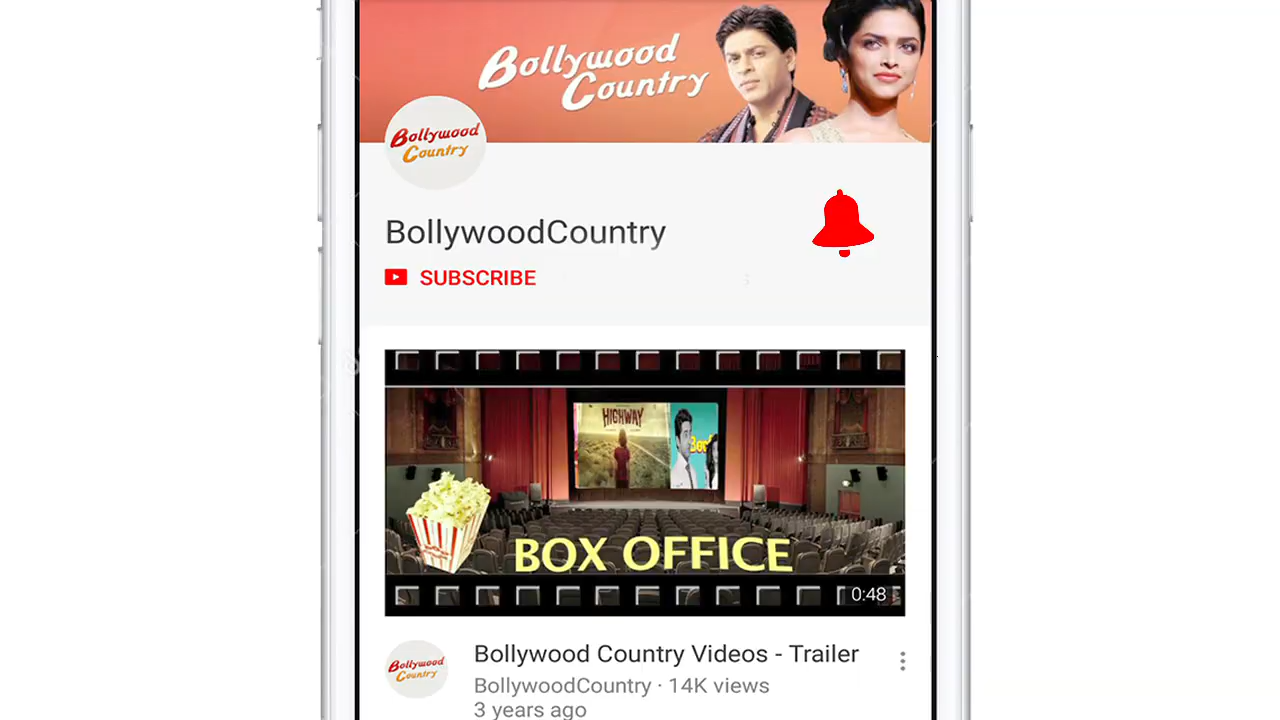 Bollywood
Country
Bollywood
Country
BollywoodCountry
SUBSCRIBE
HIGHWAY
BOX OFFICE
0:48
Bollywood
Country
Bollywood Country Videos - Trailer
BollywoodCountry · 14K views
3 years ago